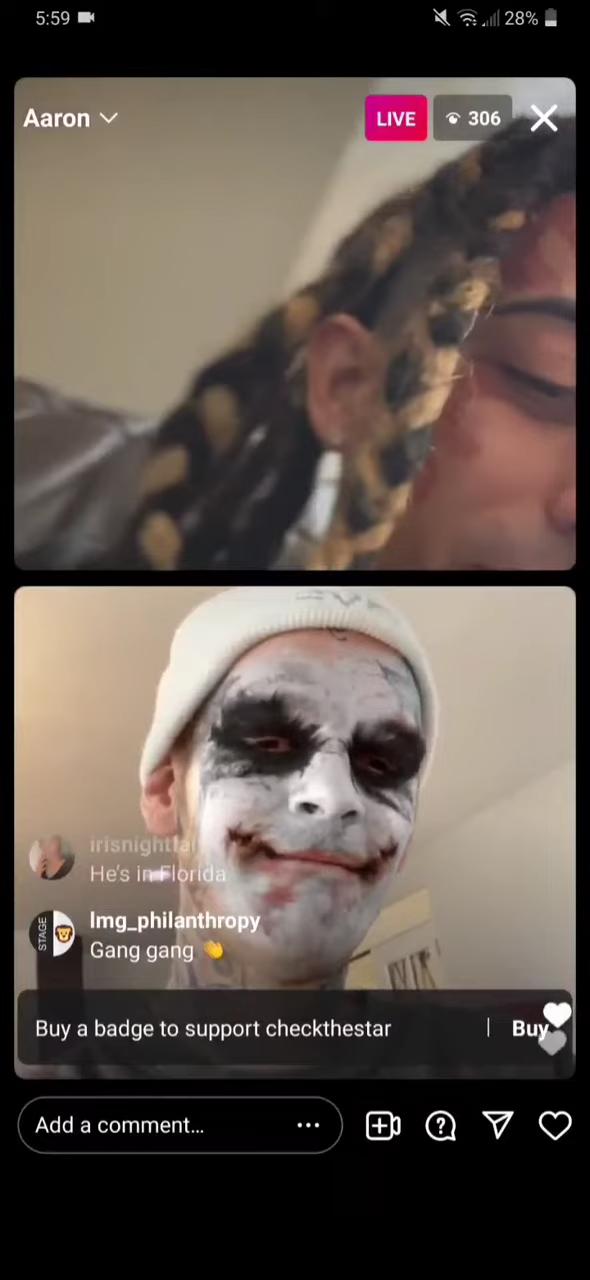 5:59
28%
Aaron
LIVE
306
He's in Florida
STAGE
lmg_philanthropy
Gang gang 👏
Buy a badge to support checkthestar
| Buy
Add a comment...